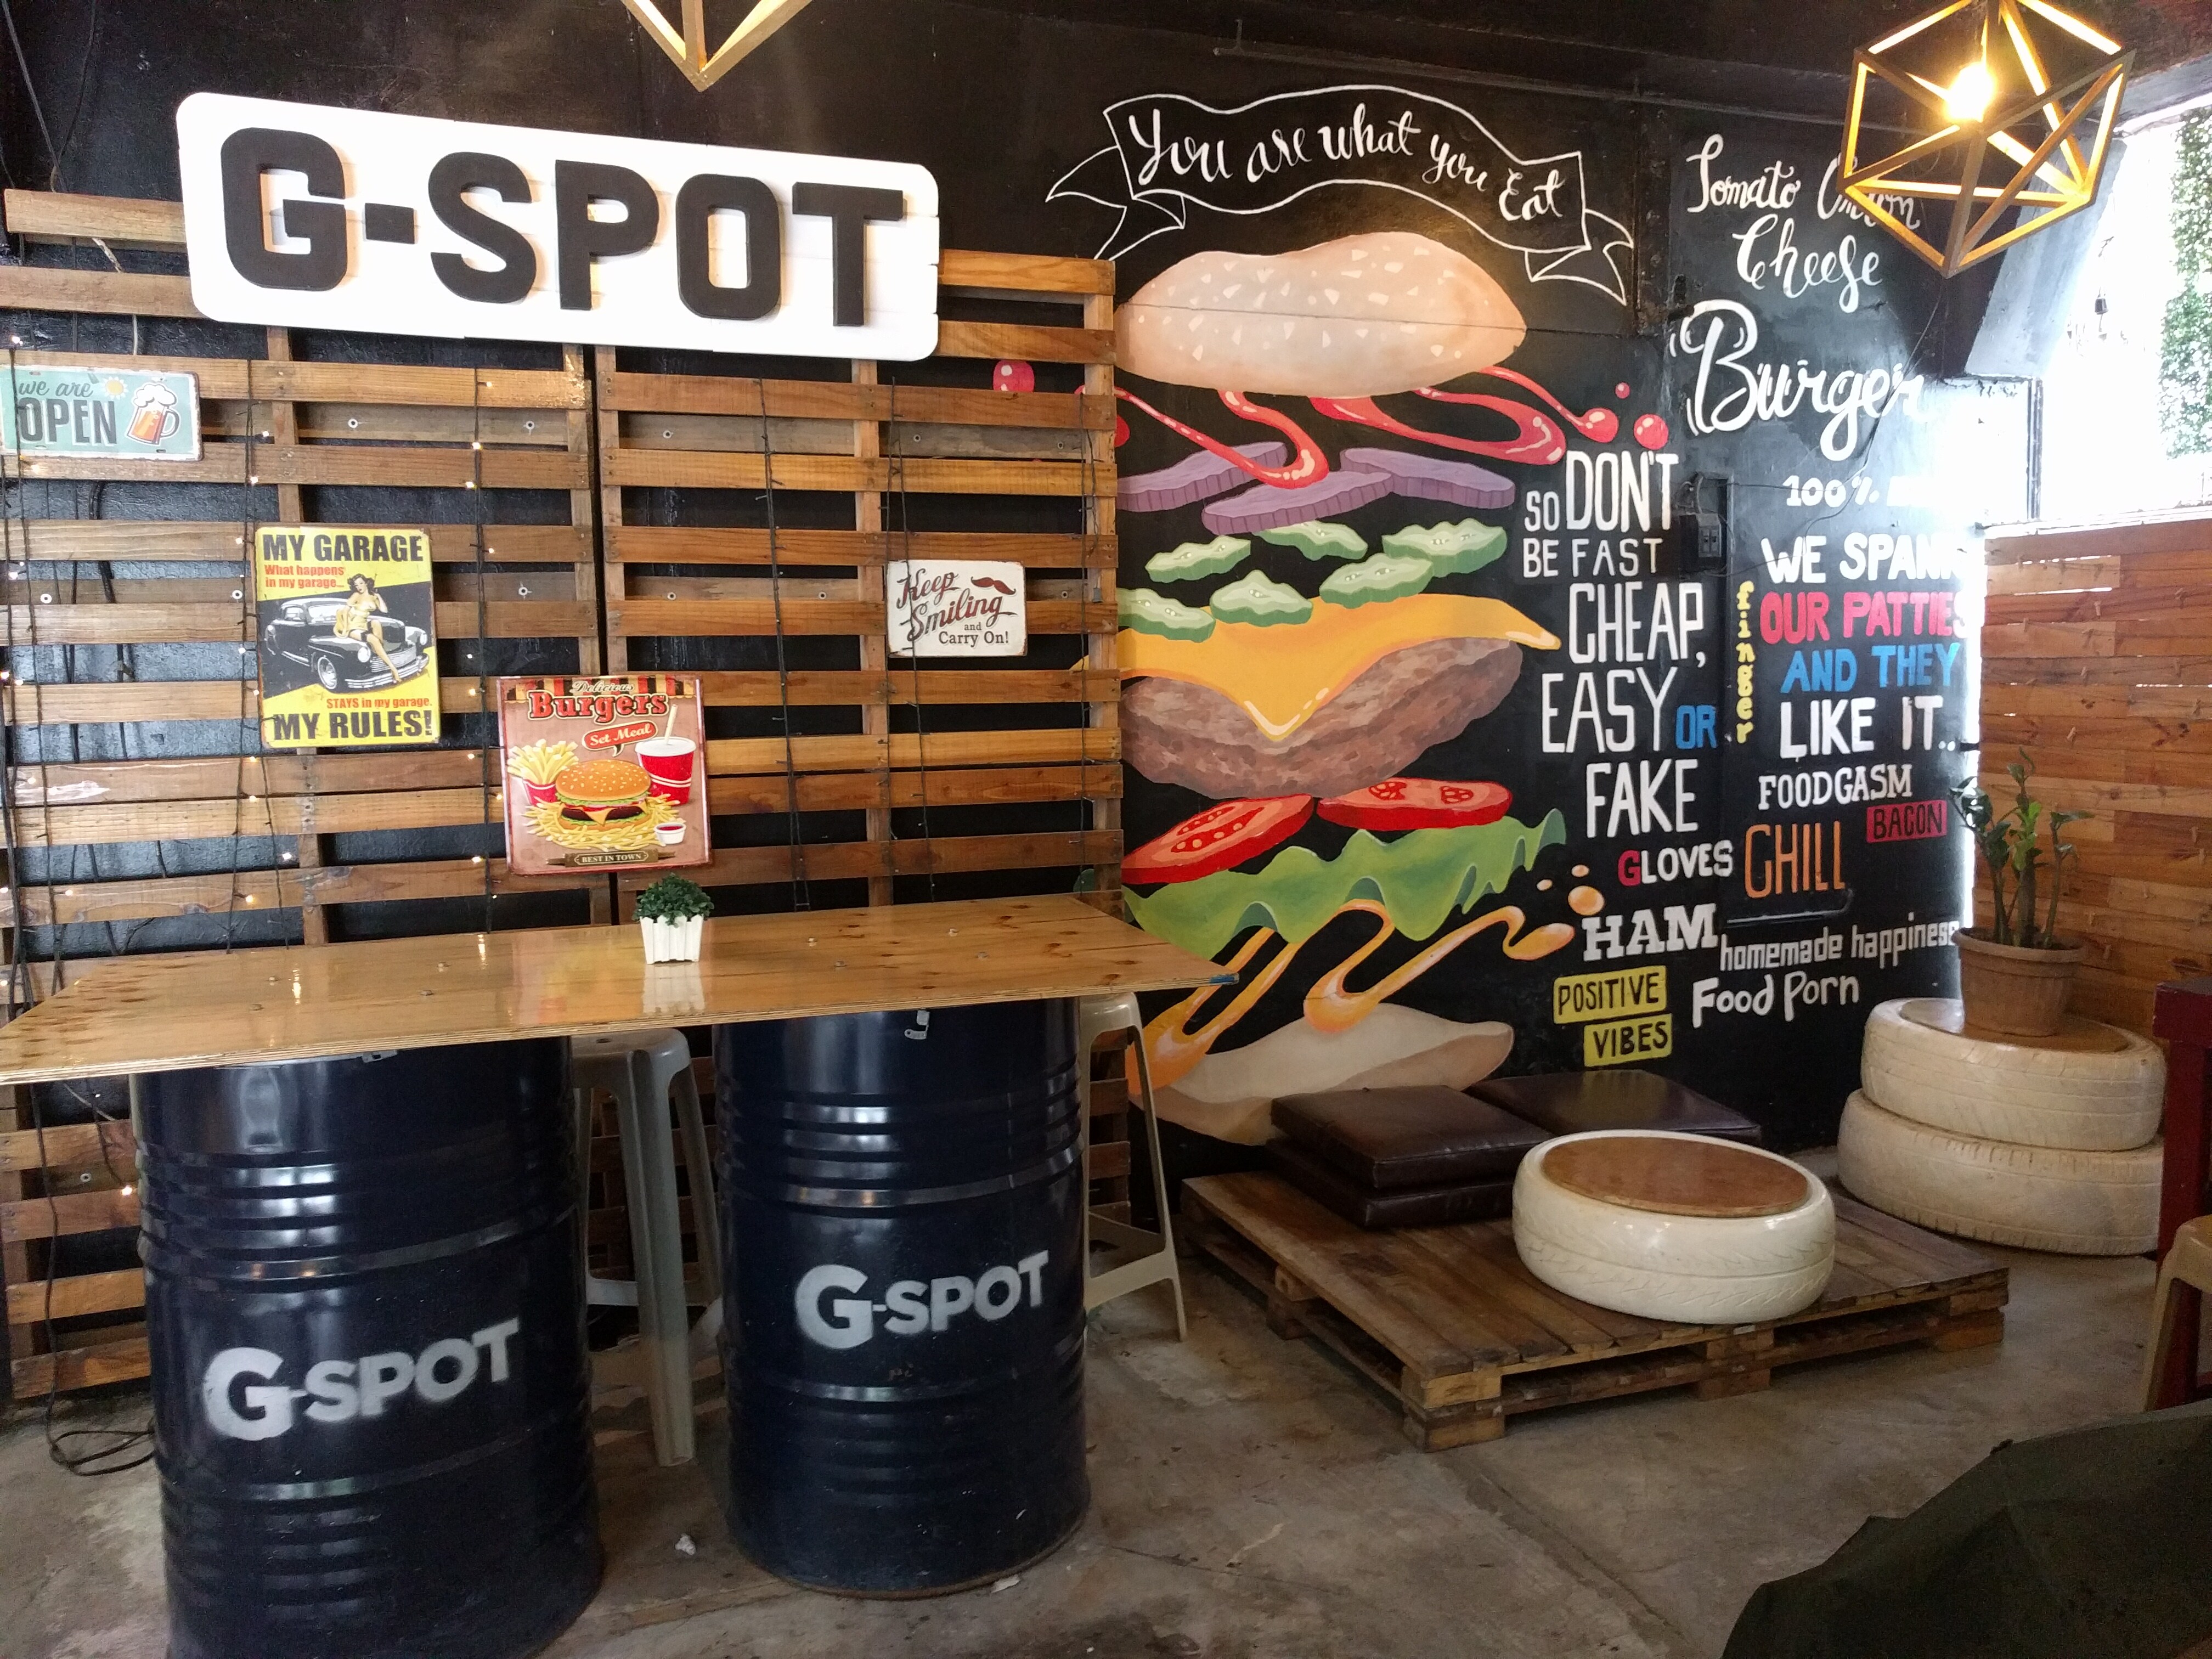 G-SPOT
we are
OPEN
MY GARAGE
What happens
in my garage...
STAYS in my garage.
MY RULES!
Delicious
Burgers
Set Meal
BEST IN TOWN
Keep
Smiling
and
Carry On!
G-SPOT
G-SPOT
You are what you Eat
SO DON'T
BE FAST
CHEAP,
EASY OR
FAKE
GLOVES
HAM
POSITIVE
VIBES
Tomato
Cheese
Burger
100%
WE SPANK
OUR PATTIES
AND THEY
LIKE IT..
finger
FOODGASM
BACON
CHILL
homemade happiness
Food Porn